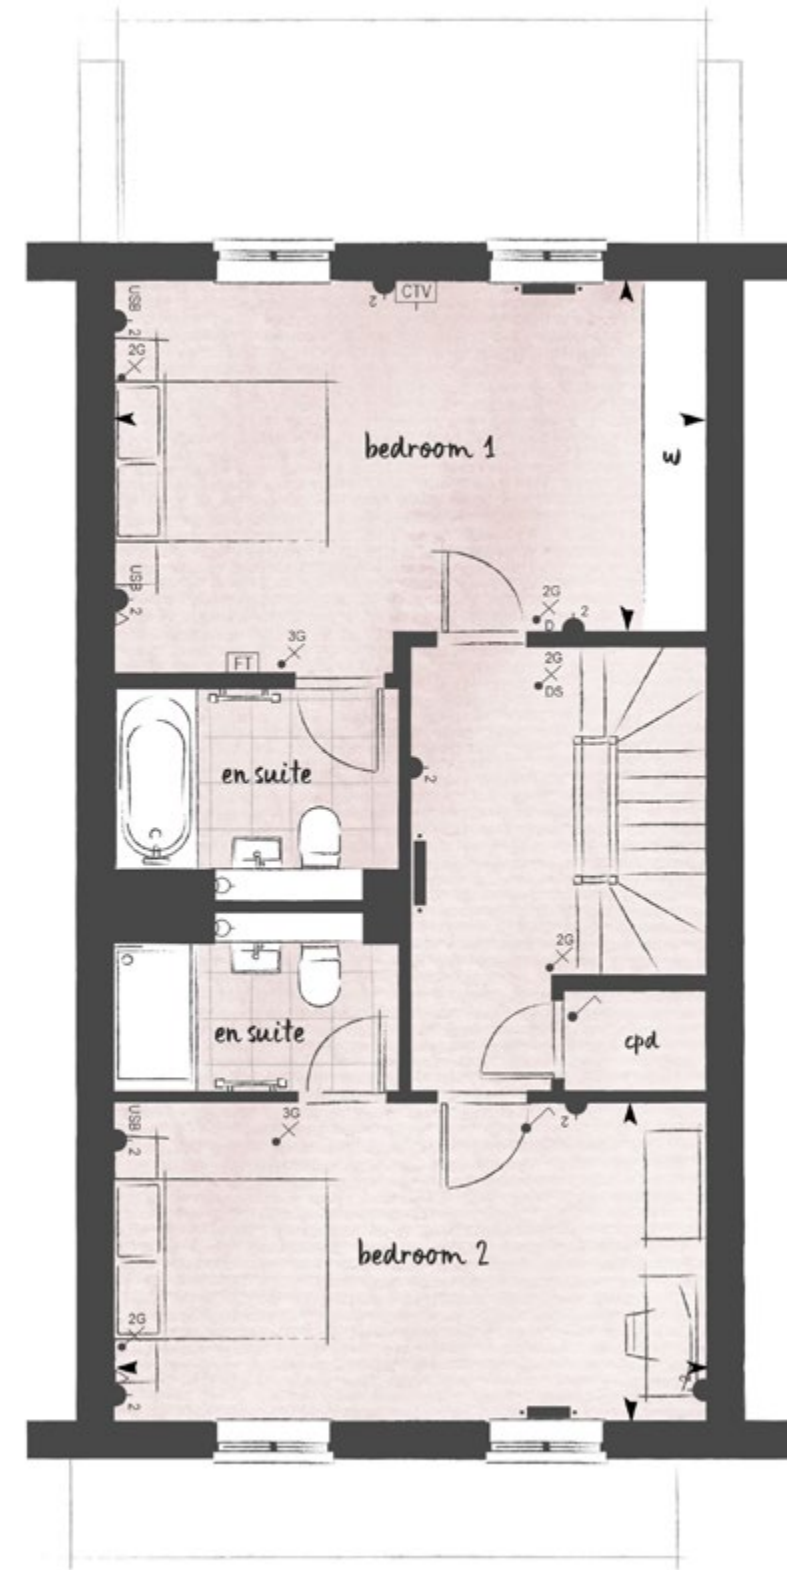 USB
2
CTV
2
2G
bedroom 1
w
USB
2
2G
D
2
3G
FT
2G
DS
en suite
2
2G
en suite
cpd
USB
2
3G
2
bedroom 2
2G
2
2